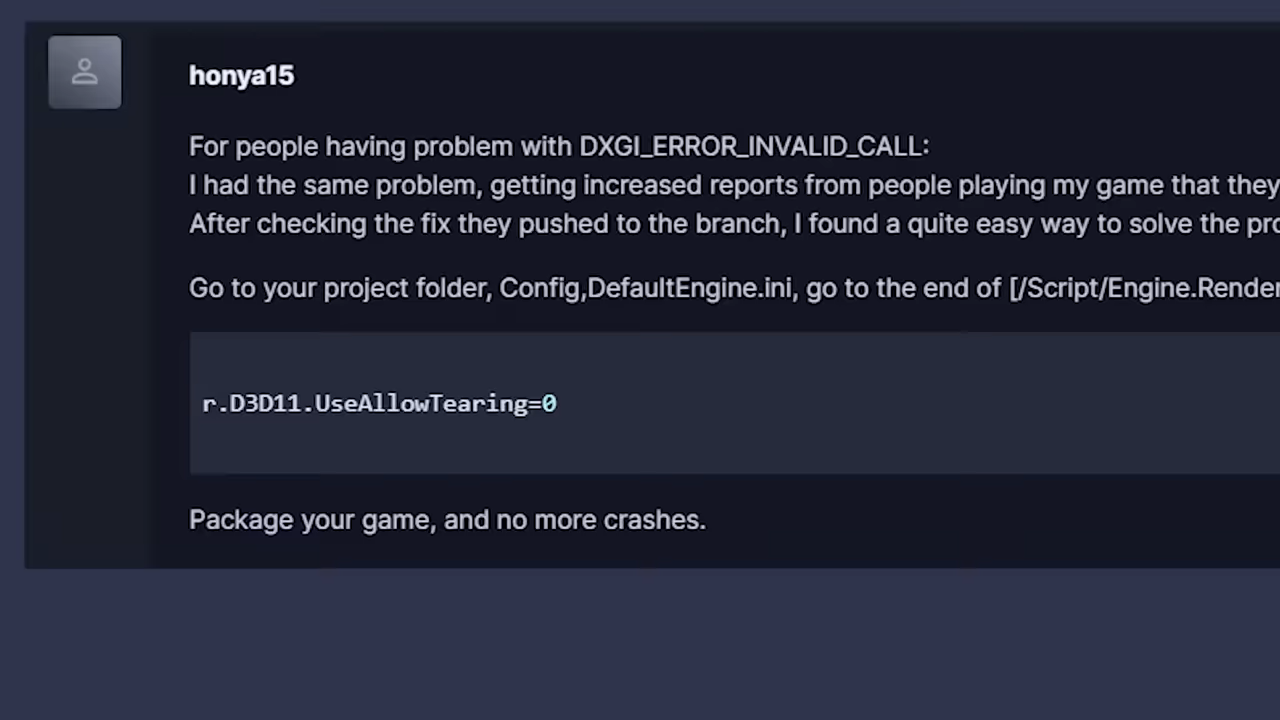 honya15
For people having problem with DXGI_ERROR_INVALID_CALL:
I had the same problem, getting increased reports from people playing my game that they
After checking the fix they pushed to the branch, I found a quite easy way to solve the
Go to your project folder, Config,DefaultEngine.ini, go to the end of [/Script/Engine.Render
r.D3D11.UseAllowTearing=0
Package your game, and no more crashes.